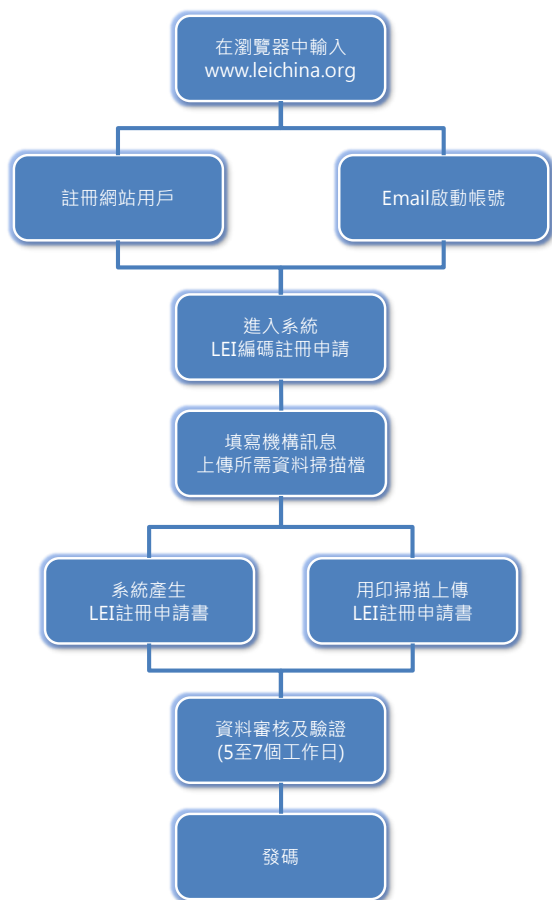 在瀏覽器中輸入
www.leichina.org
註冊網站用戶
Email啟動帳號
進入系統
LEI編碼註冊申請
填寫機構訊息
上傳所需資料掃描檔
系統產生
LEI註冊申請書
用印掃描上傳
LEI註冊申請書
資料審核及驗證
(5至7個工作日)
發碼